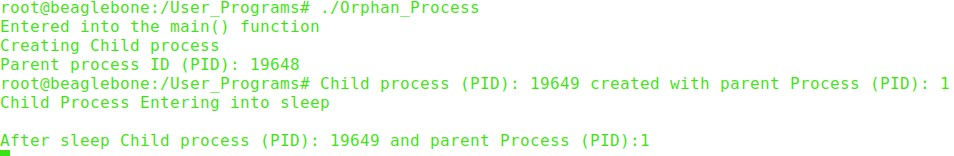 root@beaglebone:/User_Programs# ./Orphan_Process
Entered into the main() function
Creating Child process
Parent process ID (PID): 19648
root@beaglebone:/User_Programs# Child process (PID): 19649 created with parent Process (PID): 1
Child Process Entering into sleep
After sleep Child process (PID): 19649 and parent Process (PID):1